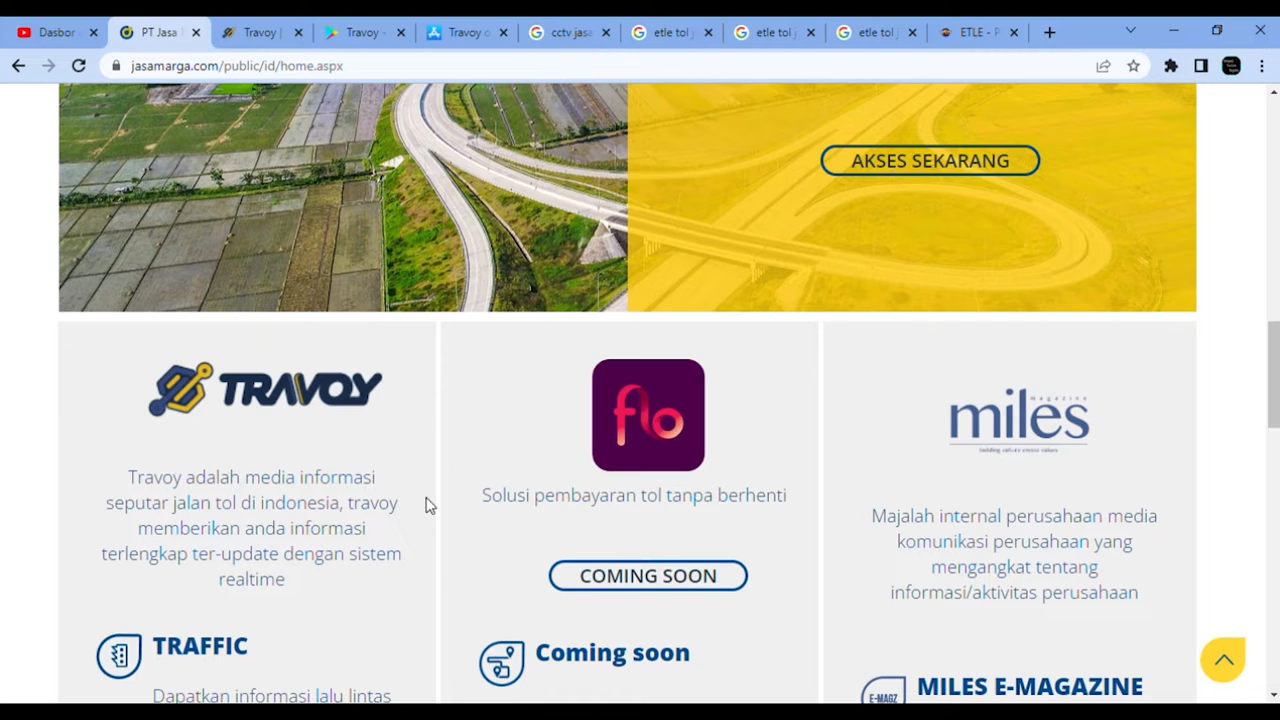 Dasbor
PT Jasa
Travoy |
Travoy -
Travoy o
cctv jasa
etle tol j
etle tol j
etle tol j
ETLE - P
jasamarga.com/public/id/home.aspx
AKSES SEKARANG
TRAVOY
Travoy adalah media informasi
seputar jalan tol di indonesia, travoy
memberikan anda informasi
terlengkap ter-update dengan sistem
realtime
TRAFFIC
Dapatkan informasi lalu lintas
flo
Solusi pembayaran tol tanpa berhenti
COMING SOON
Coming soon
magazine
miles
Majalah internal perusahaan media
komunikasi perusahaan yang
mengangkat tentang
informasi/aktivitas perusahaan
E-MAGZ
MILES E-MAGAZINE